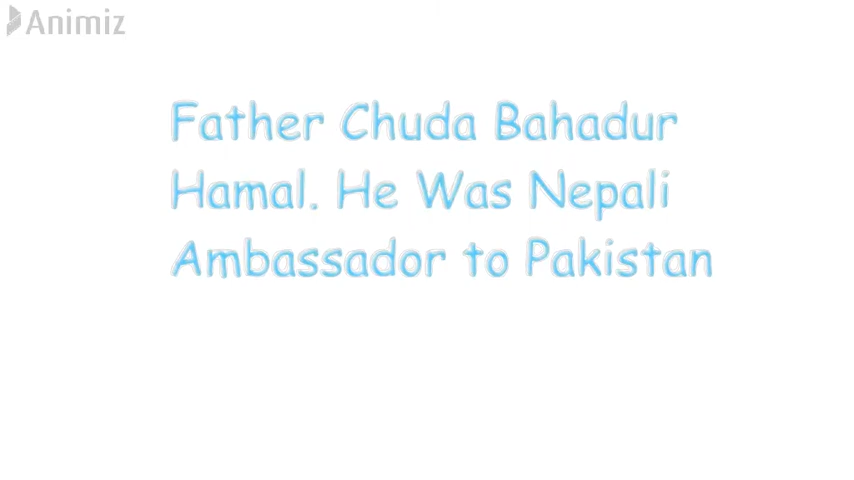 Animiz
Father Chuda Bahadur
Hamal. He Was Nepali
Ambassador to Pakistan